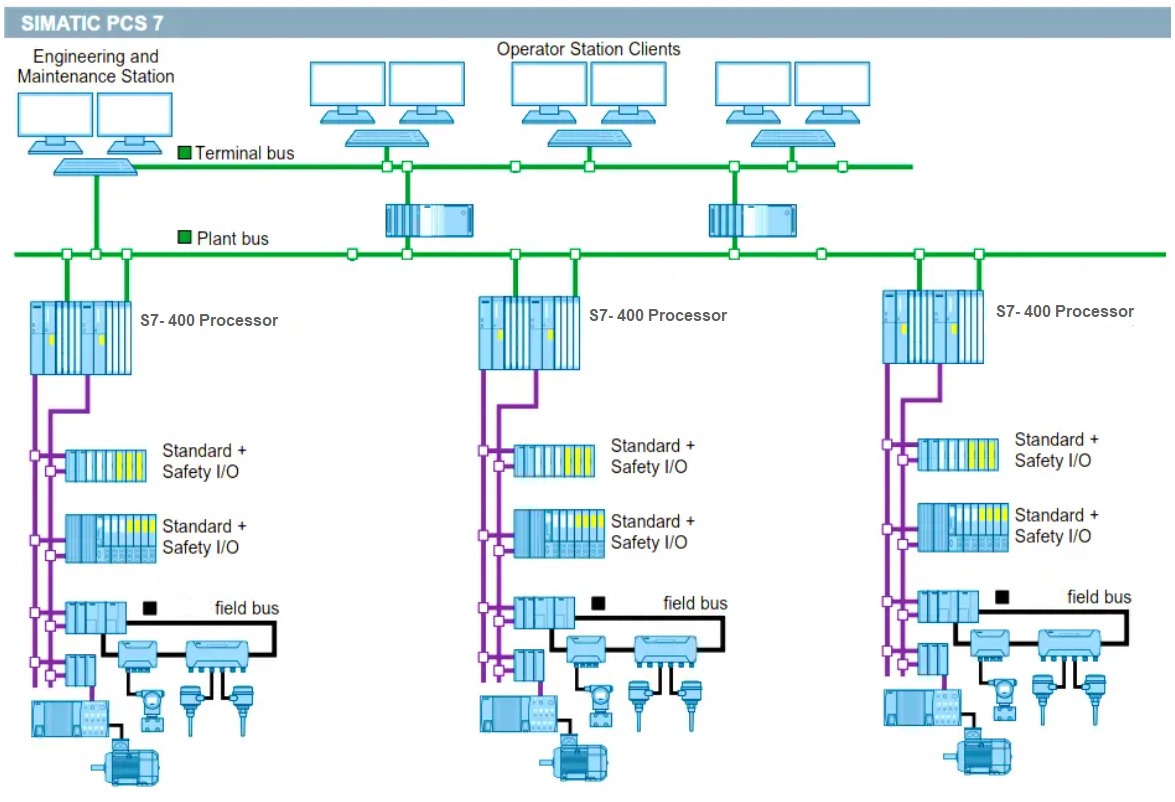 SIMATIC PCS 7
Engineering and
Maintenance Station
Operator Station Clients
Terminal bus
Plant bus
S7- 400 Processor
S7- 400 Processor
S7- 400 Processor
Standard +
Safety I/O
Standard +
Safety I/O
Standard +
Safety I/O
Standard +
Safety I/O
Standard +
Safety I/O
Standard +
Safety I/O
field bus
field bus
field bus